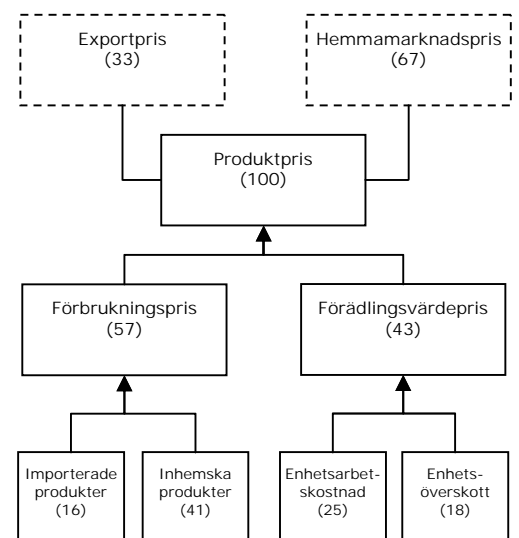 Exportpris
(33)
Hemmamarknadspris
(67)
Produktpris
(100)
Förbrukningspris
(57)
Förädlingsvärdepris
(43)
Importerade
produkter
(16)
Inhemska
produkter
(41)
Enhetsarbet-
skostnad
(25)
Enhets-
överskott
(18)